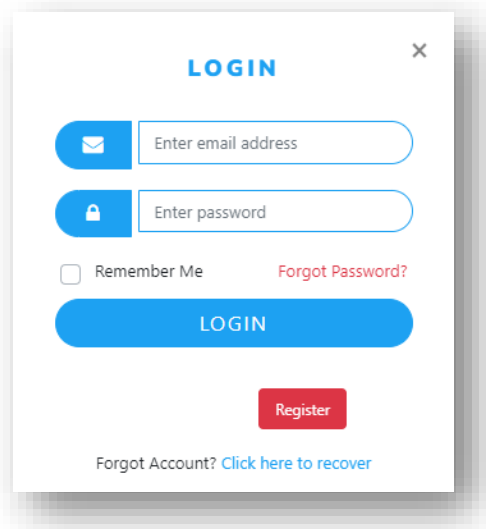 ×
LOGIN
Enter email address
Enter password
Remember Me Forgot Password?
LOGIN
Register
Forgot Account? Click here to recover